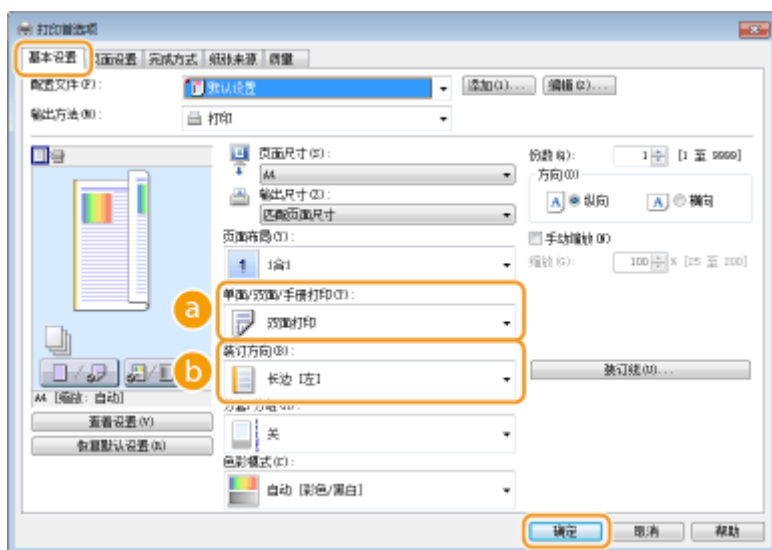 打印首选项
基本设置 页面设置 完成方式 纸张来源 质量
配置文件(F): 默认设置 添加(1)... 编辑(2)...
输出方法(M): 打印
页面尺寸(S):
A4
输出尺寸(Z):
匹配页面尺寸
页面布局(T):
1 1合1
份数(Q): 1 [1 至 9999]
方向(O)
A 纵向 A 横向
手动缩放(W)
缩放(G): 100 % [25 至 200]
a 单面/双面/手册打印(T):
双面打印
b 装订方向(B):
长边 [左]
装订线(U)...
A4 [缩放: 自动]
查看设置(V)
恢复默认设置(R)
关
色彩模式(C):
自动 [彩色/黑白]
确定 取消 帮助